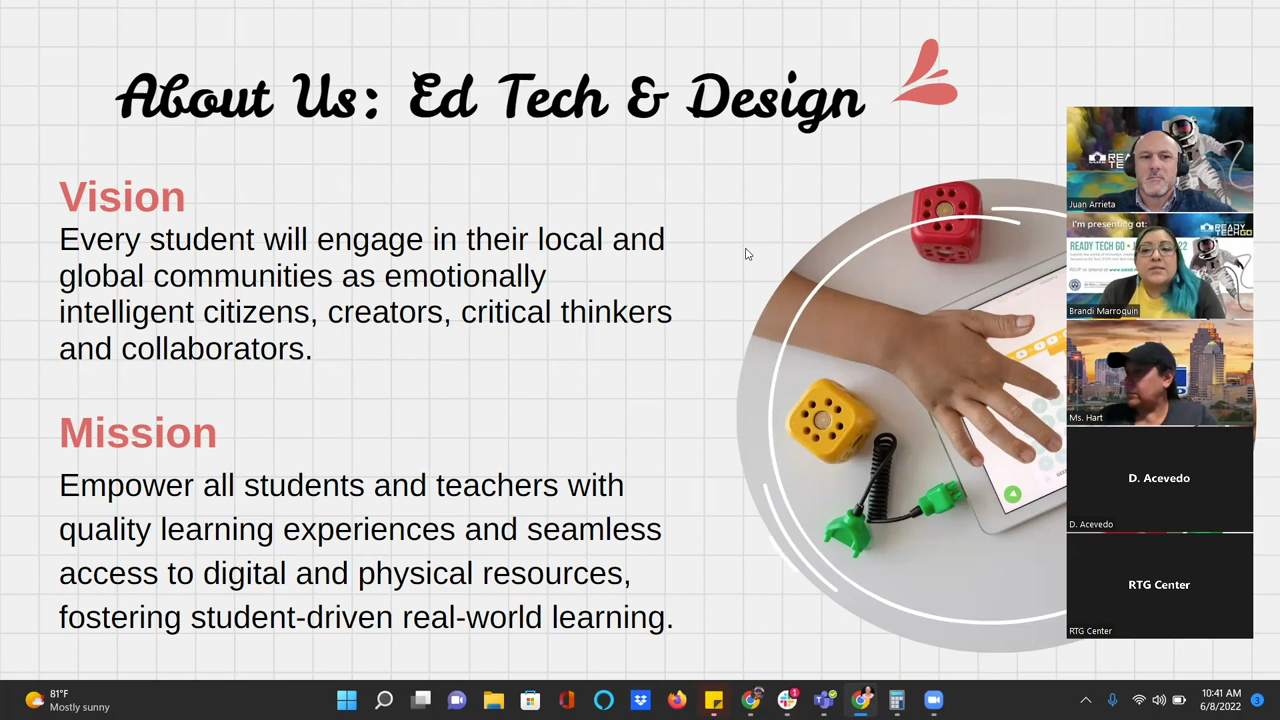 About Us: Ed Tech & Design
Vision
Every student will engage in their local and
global communities as emotionally
intelligent citizens, creators, critical thinkers
and collaborators.
Mission
Empower all students and teachers with
quality learning experiences and seamless
access to digital and physical resources,
fostering student-driven real-world learning.
Juan Arrieta
I'm presenting at:
READY TECH GO
Brandi Marroquin
Ms. Hart
D. Acevedo
D. Acevedo
RTG Center
RTG Center
81°F
Mostly sunny
1
10:41 AM
6/8/2022
3